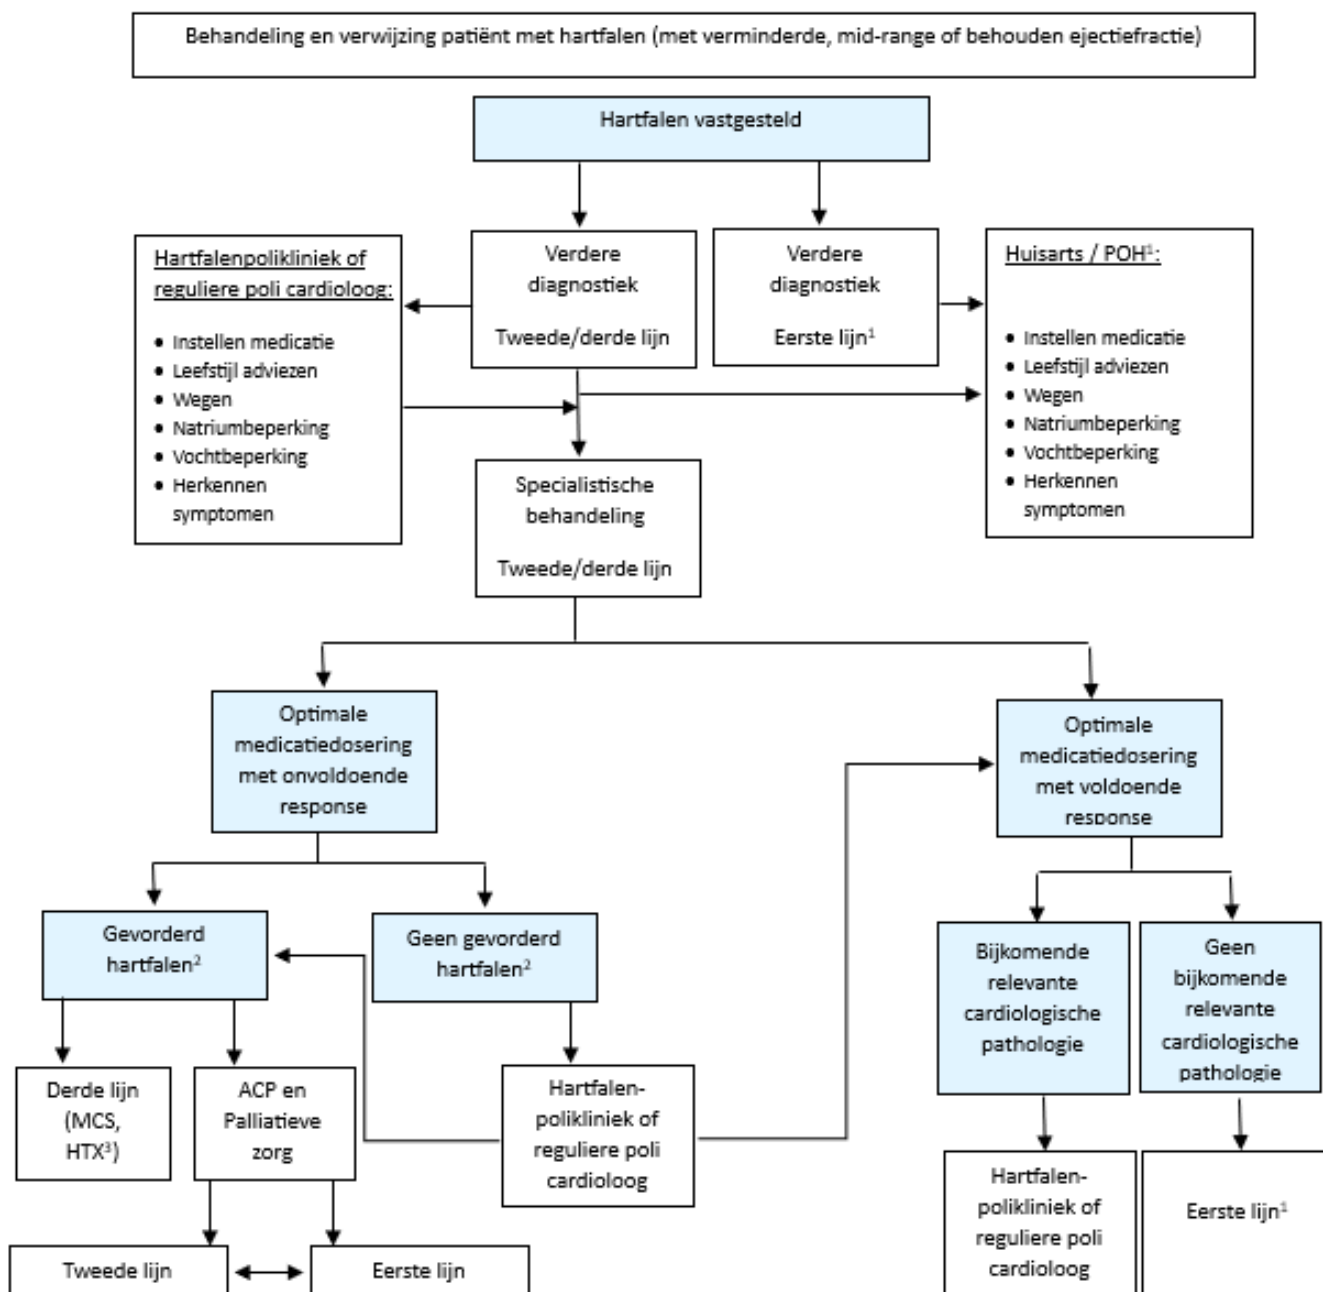 Behandeling en verwijzing patiënt met hartfalen (met verminderde, mid-range of behouden ejectiefractie)
Hartfalen vastgesteld
Hartfalenpolikliniek of
reguliere poli cardioloog:
• Instellen medicatie
• Leefstijl adviezen
• Wegen
• Natriumbeperking
• Vochtbeperking
• Herkennen
symptomen
Verdere
diagnostiek
Tweede/derde lijn
Verdere
diagnostiek
Eerste lijn¹
Huisarts / POH¹:
• Instellen medicatie
• Leefstijl adviezen
• Wegen
• Natriumbeperking
• Vochtbeperking
• Herkennen
symptomen
Specialistische
behandeling
Tweede/derde lijn
Optimale
medicatiedosering
met onvoldoende
response
Optimale
medicatiedosering
met voldoende
response
Gevorderd
hartfalen²
Geen gevorderd
hartfalen²
Bijkomende
relevante
cardiologische
pathologie
Geen
bijkomende
relevante
cardiologische
pathologie
Derde lijn
(MCS,
HTX³)
ACP en
Palliatieve
zorg
Hartfalen-
polikliniek of
reguliere poli
cardioloog
Hartfalen-
polikliniek of
reguliere poli
cardioloog
Eerste lijn¹
Tweede lijn
Eerste lijn